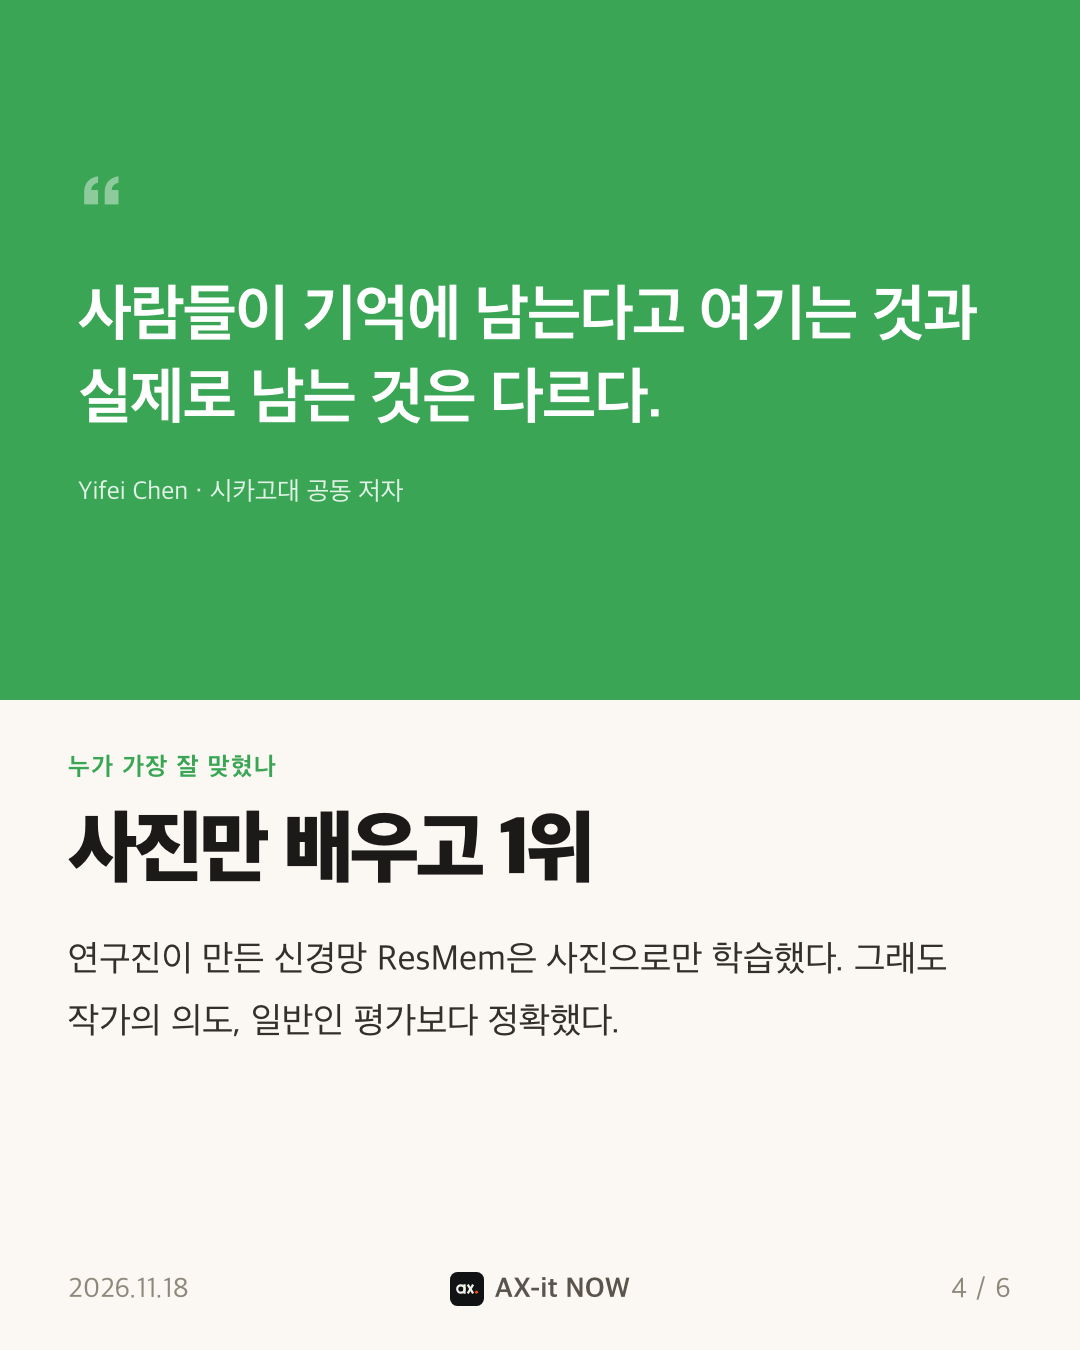 “
사람들이 기억에 남는다고 여기는 것과
실제로 남는 것은 다르다.
Yifei Chen · 시카고대 공동 저자
누가 가장 잘 맞혔나
사진만 배우고 1위
연구진이 만든 신경망 ResMem은 사진으로만 학습했다. 그래도
작가의 의도, 일반인 평가보다 정확했다.
2026.11.18
ax. AX-it NOW
4 / 6